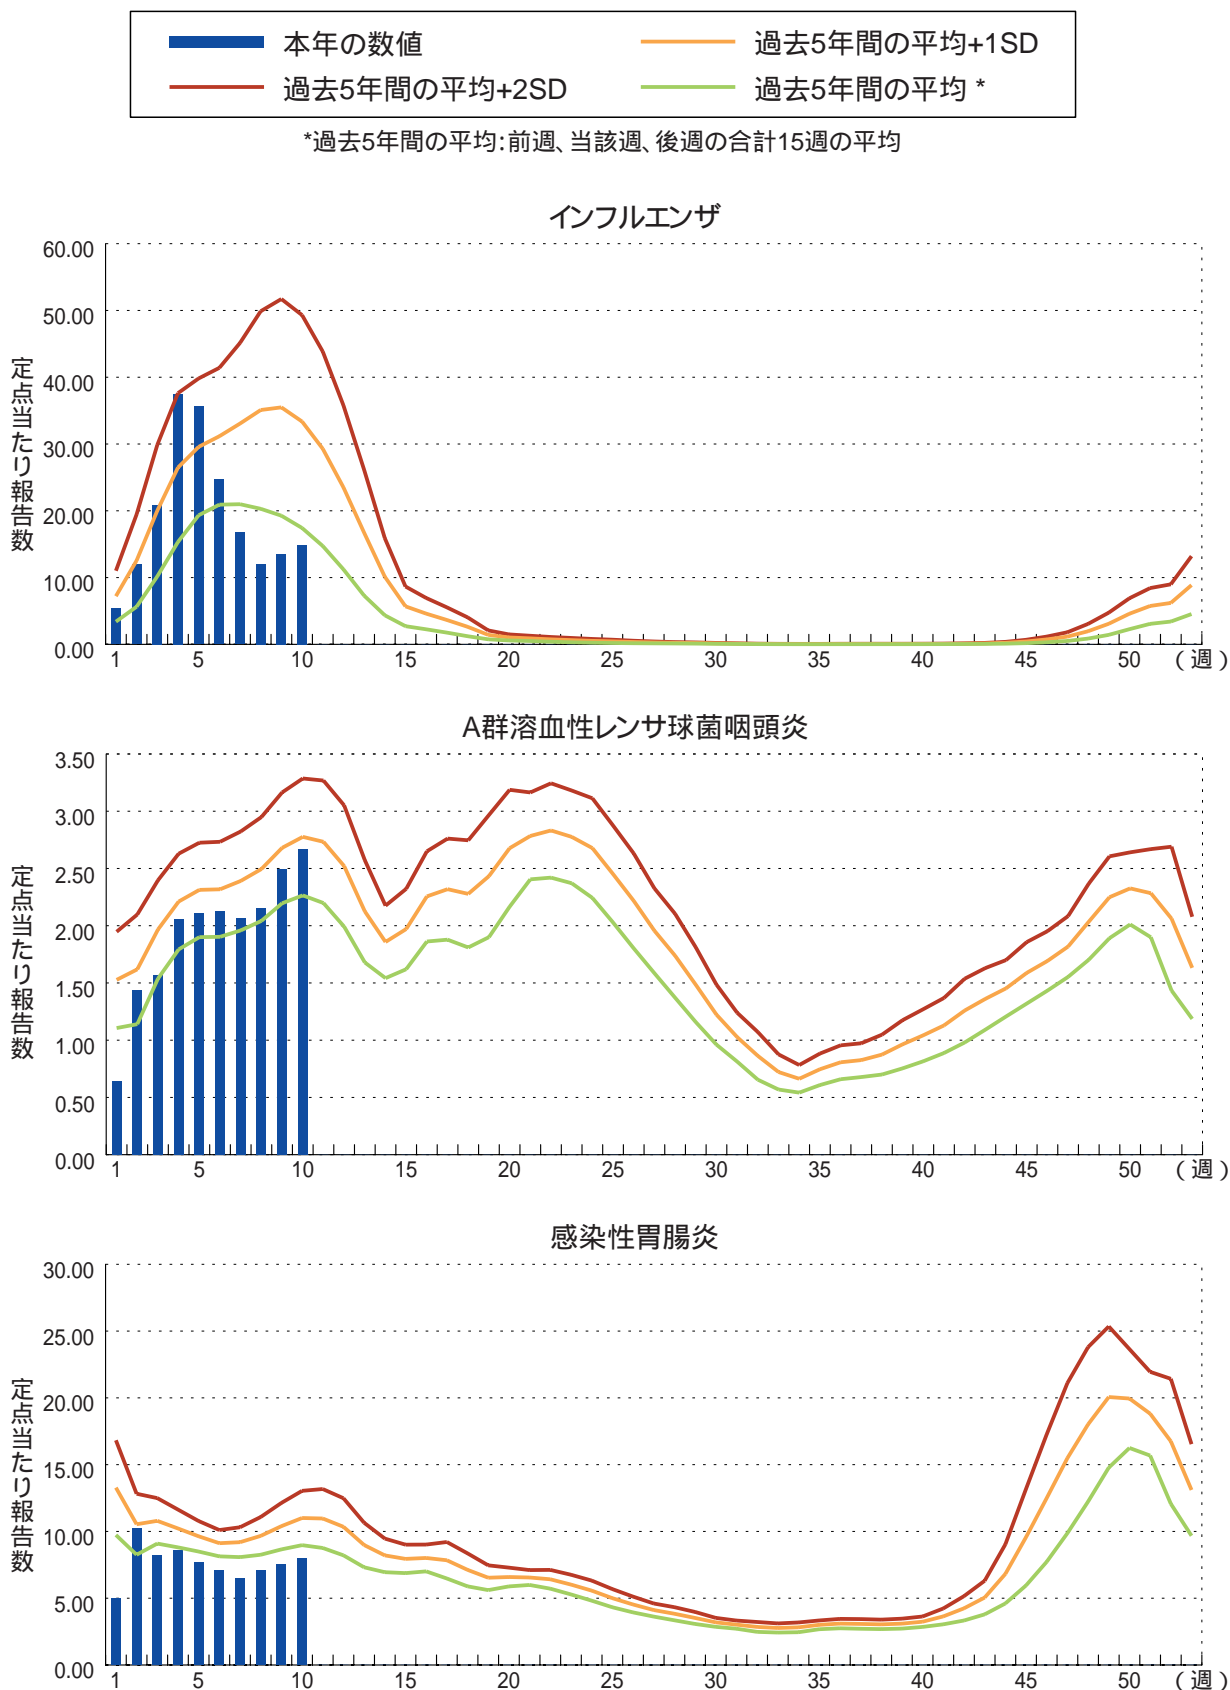 本年の数値
過去5年間の平均+1SD
過去5年間の平均+2SD
過去5年間の平均 *
*過去5年間の平均:前週、当該週、後週の合計15週の平均
インフルエンザ
定点当たり報告数
60.00
50.00
40.00
30.00
20.00
10.00
0.00
1 5 10 15 20 25 30 35 40 45 50 (週)
A群溶血性レンサ球菌咽頭炎
定点当たり報告数
3.50
3.00
2.50
2.00
1.50
1.00
0.50
0.00
1 5 10 15 20 25 30 35 40 45 50 (週)
感染性胃腸炎
定点当たり報告数
30.00
25.00
20.00
15.00
10.00
5.00
0.00
1 5 10 15 20 25 30 35 40 45 50 (週)